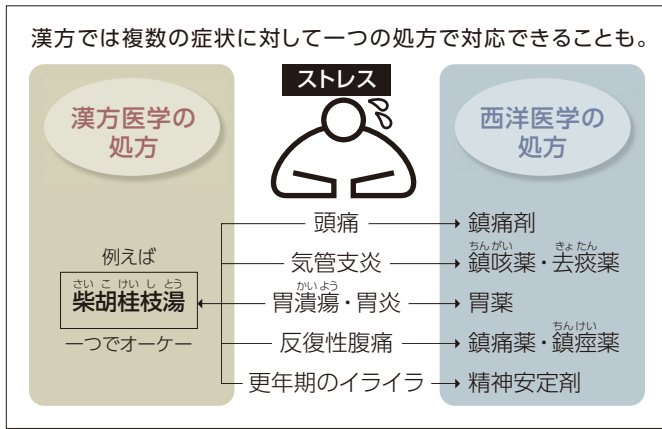 漢方では複数の症状に対して一つの処方で対応できることも。
ストレス
漢方医学の
処方
西洋医学の
処方
例えば
さいこけいしとう
柴胡桂枝湯
一つでオーケー
頭痛
鎮痛剤
気管支炎
ちんがい きょたん
鎮咳薬・去痰薬
かいよう
胃潰瘍・胃炎
胃薬
反復性腹痛
ちんけい
鎮痛薬・鎮痙薬
更年期のイライラ
精神安定剤